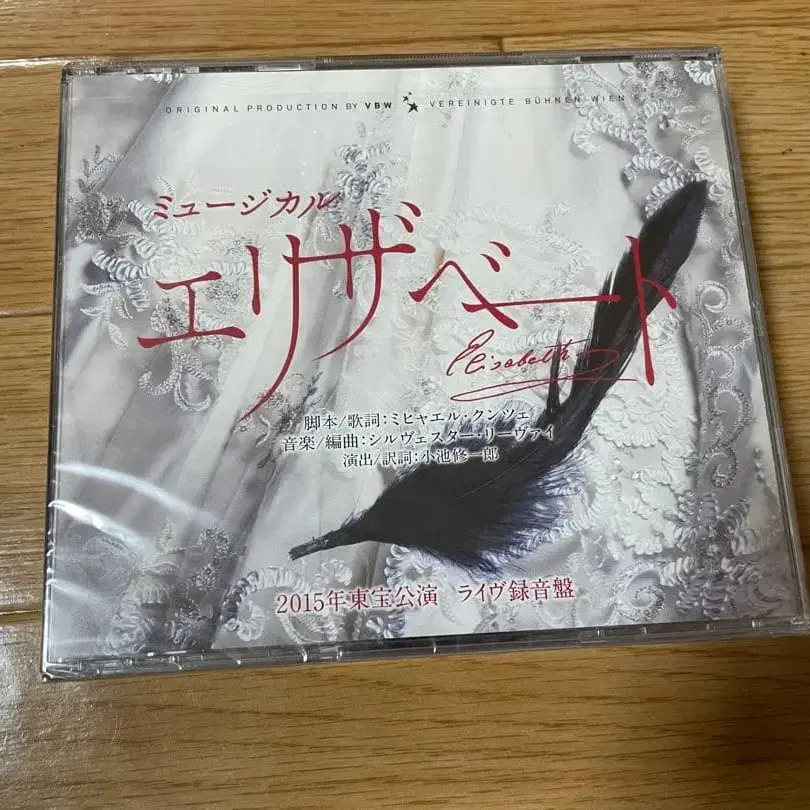 ORIGINAL PRODUCTION BY VBW VEREINIGTE BÜHNEN WIEN
ミュージカル
エリザベート
Elisabeth
脚本/歌詞:ミヒャエル・クンツェ
音楽/編曲:シルヴェスター・リーヴァイ
演出/訳詞:小池修一郎
2015年東宝公演 ライヴ録音盤